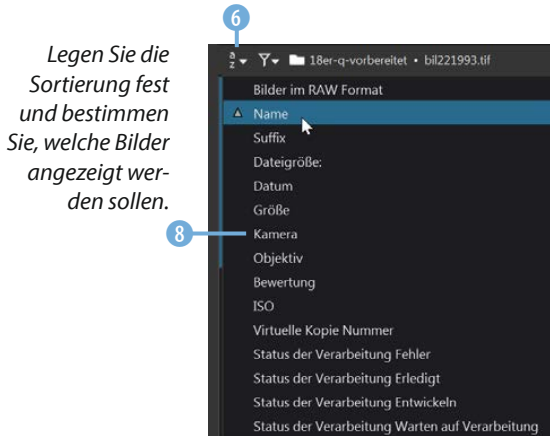 6
Legen Sie die
Sortierung fest
und bestimmen
Sie, welche Bilder
angezeigt wer-
den sollen.
a
z
18er-q-vorbereitet • bil221993.tif
Bilder im RAW Format
Name
Suffix
Dateigröße:
Datum
Größe
8
Kamera
Objektiv
Bewertung
ISO
Virtuelle Kopie Nummer
Status der Verarbeitung Fehler
Status der Verarbeitung Erledigt
Status der Verarbeitung Entwickeln
Status der Verarbeitung Warten auf Verarbeitung